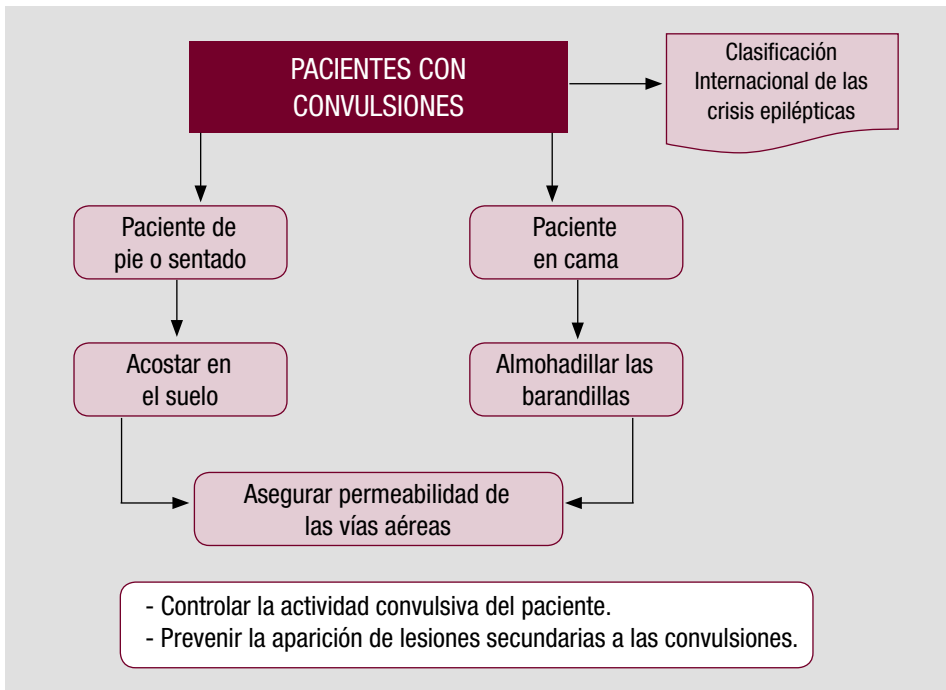 PACIENTES CON
CONVULSIONES
Clasificación
Internacional de las
crisis epilépticas
Paciente de
pie o sentado
Paciente
en cama
Acostar en
el suelo
Almohadillar las
barandillas
Asegurar permeabilidad de
las vías aéreas
- Controlar la actividad convulsiva del paciente.
- Prevenir la aparición de lesiones secundarias a las convulsiones.